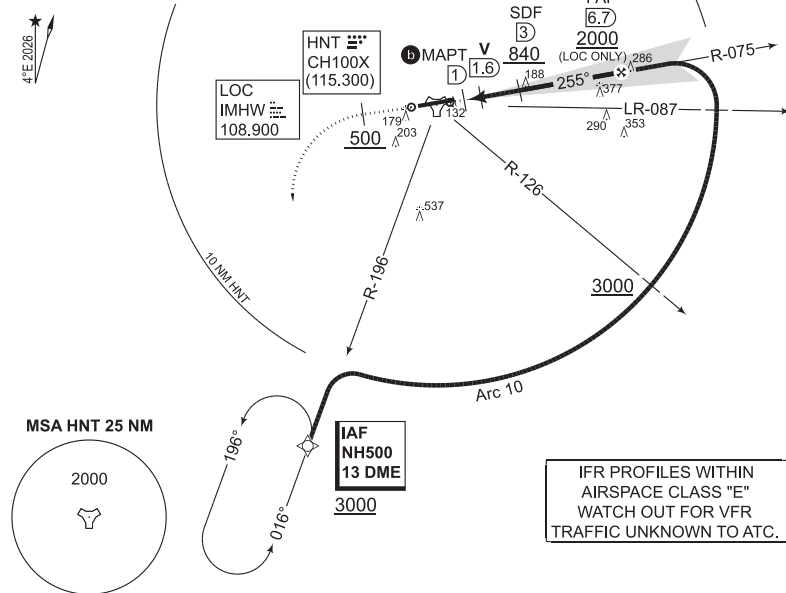 4°E 2026
HNT
CH100X
(115.300)
LOC
IMHW
108.900
b MAPT
1
V
1.6
SDF
3
840
6.7
2000
(LOC ONLY)
286
R-075
188
255°
377
LR-087
290
353
179
132
203
500
R-126
537
R-196
10 NM HNT
3000
Arc 10
MSA HNT 25 NM
2000
196°
016°
IAF
NH500
13 DME
3000
IFR PROFILES WITHIN
AIRSPACE CLASS "E"
WATCH OUT FOR VFR
TRAFFIC UNKNOWN TO ATC.